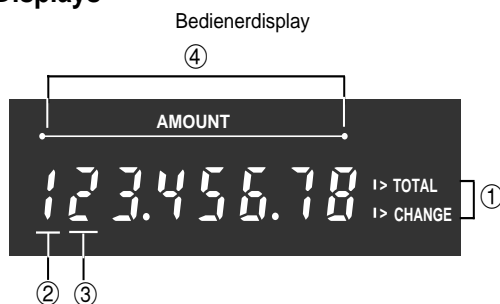 Displays
Bedienerdisplay
④
AMOUNT
123.456.78
I> TOTAL
I> CHANGE
①
② ③